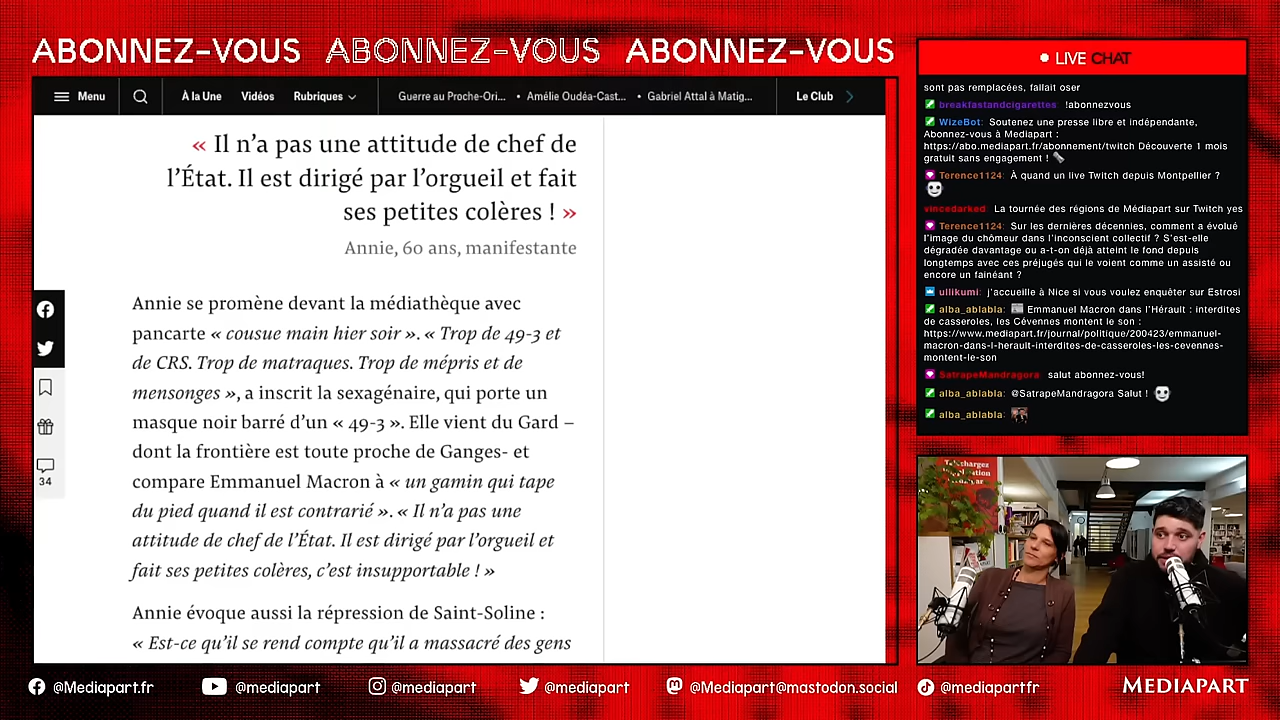 ABONNEZ-VOUS ABONNEZ-VOUS ABONNEZ-VOUS
Menu À la Une Vidéos Rubriques Guerre au Proche-Ori... • Amélie Oudéa-Cast... • Gabriel Attal à Matig... Le Club
« Il n’a pas une attitude de chef de
l’État. Il est dirigé par l’orgueil et fait
ses petites colères ! »
Annie, 60 ans, manifestante
Annie se promène devant la médiathèque avec
pancarte « cousue main hier soir ». « Trop de 49-3 et
de CRS. Trop de matraques. Trop de mépris et de
mensonges », a inscrit la sexagénaire, qui porte un
masque noir barré d’un « 49-3 ». Elle vient du Gard –
dont la frontière est toute proche de Ganges- et
compare Emmanuel Macron à « un gamin qui tape
du pied quand il est contrarié ». « Il n’a pas une
attitude de chef de l’État. Il est dirigé par l’orgueil et
fait ses petites colères, c’est insupportable ! »
Annie évoque aussi la répression de Saint-Soline :
« Est-ce qu’il se rend compte qu’il a massacré des gens
34
LIVE CHAT
sont pas remplacées, fallait oser
breakfastandcigarettes: !abonnezvous
WizeBot: Soutenez une presse libre et indépendante,
Abonnez-vous à Mediapart :
https://abo.mediapart.fr/abonnement/twitch Découverte 1 mois
gratuit sans engagement !
Terence1124: À quand un live Twitch depuis Montpellier ?
vincedarked: La tournée des régions de Médiapart sur Twitch yes
Terence1124: Sur les dernières décennies, comment a évolué
l'image du chômeur dans l'inconscient collectif ? S'est-elle
dégradée davantage ou a-t-on déjà atteint le fond depuis
longtemps avec ces préjugés qui le voient comme un assisté ou
encore un fainéant ?
ullikumi: j'accueille à Nice si vous voulez enquêter sur Estrosi
alba_ablabla: Emmanuel Macron dans l'Hérault : interdites
de casseroles, les Cévennes montent le son :
https://www.mediapart.fr/journal/politique/200423/emmanuel-
macron-dans-l-herault-interdites-de-casseroles-les-cevennes-
montent-le-son
SatrapeMandragora: salut abonnez-vous!
alba_ablabla: @SatrapeMandragora Salut !
alba_ablabla:
@Mediapart.fr @mediapart @mediapart @mediapart @Mediapart@mastodon.social @mediapartfr MEDIAPART